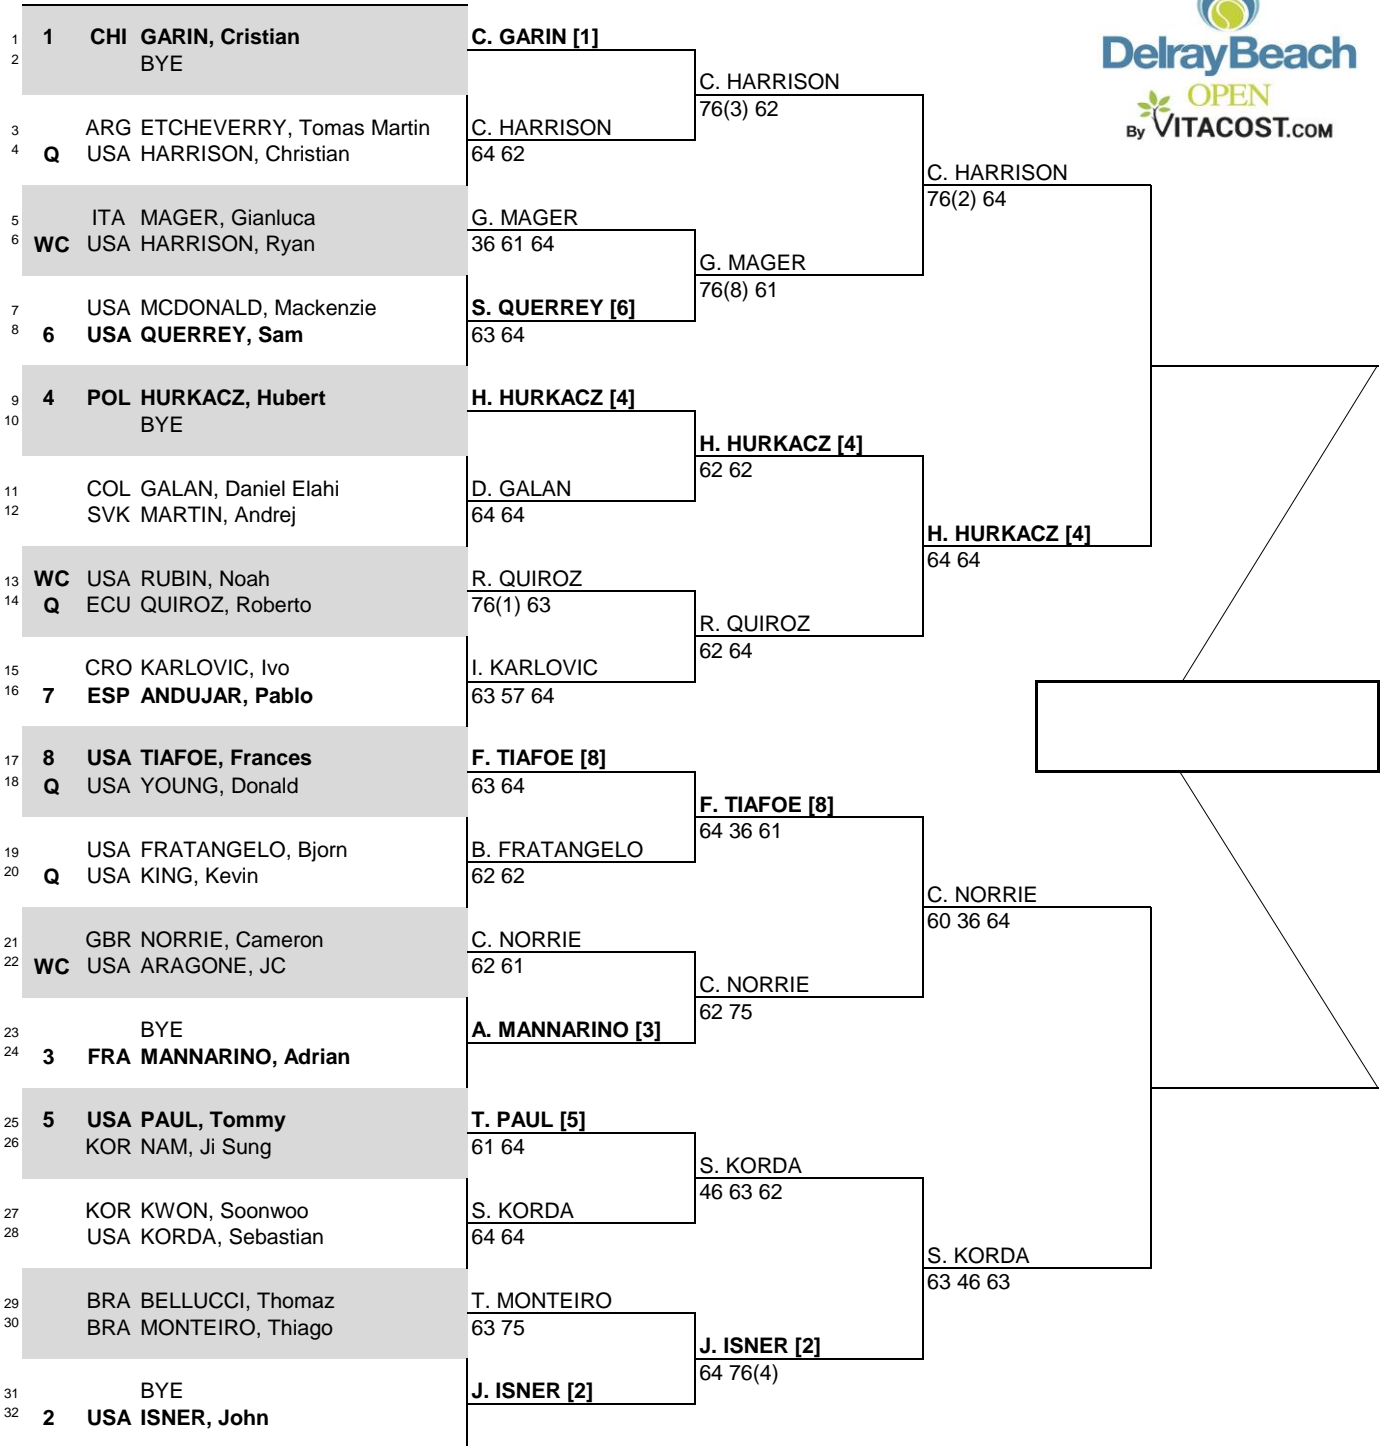 DelrayBeach
OPEN
By VITACOST.COM
1 1 CHI GARIN, Cristian
2 BYE
3 ARG ETCHEVERRY, Tomas Martin
4 Q USA HARRISON, Christian
5 ITA MAGER, Gianluca
6 WC USA HARRISON, Ryan
7 USA MCDONALD, Mackenzie
8 6 USA QUERREY, Sam
9 4 POL HURKACZ, Hubert
10 BYE
11 COL GALAN, Daniel Elahi
12 SVK MARTIN, Andrej
13 WC USA RUBIN, Noah
14 Q ECU QUIROZ, Roberto
15 CRO KARLOVIC, Ivo
16 7 ESP ANDUJAR, Pablo
17 8 USA TIAFOE, Frances
18 Q USA YOUNG, Donald
19 USA FRATANGELO, Bjorn
20 Q USA KING, Kevin
21 GBR NORRIE, Cameron
22 WC USA ARAGONE, JC
23 BYE
24 3 FRA MANNARINO, Adrian
25 5 USA PAUL, Tommy
26 KOR NAM, Ji Sung
27 KOR KWON, Soonwoo
28 USA KORDA, Sebastian
29 BRA BELLUCCI, Thomaz
30 BRA MONTEIRO, Thiago
31 BYE
32 2 USA ISNER, John
C. GARIN [1]
C. HARRISON
64 62
G. MAGER
36 61 64
S. QUERREY [6]
63 64
H. HURKACZ [4]
D. GALAN
64 64
R. QUIROZ
76(1) 63
I. KARLOVIC
63 57 64
F. TIAFOE [8]
63 64
B. FRATANGELO
62 62
C. NORRIE
62 61
A. MANNARINO [3]
T. PAUL [5]
61 64
S. KORDA
64 64
T. MONTEIRO
63 75
J. ISNER [2]
C. HARRISON
76(3) 62
G. MAGER
76(8) 61
H. HURKACZ [4]
62 62
R. QUIROZ
62 64
F. TIAFOE [8]
64 36 61
C. NORRIE
62 75
S. KORDA
46 63 62
J. ISNER [2]
64 76(4)
C. HARRISON
76(2) 64
H. HURKACZ [4]
64 64
C. NORRIE
60 36 64
S. KORDA
63 46 63